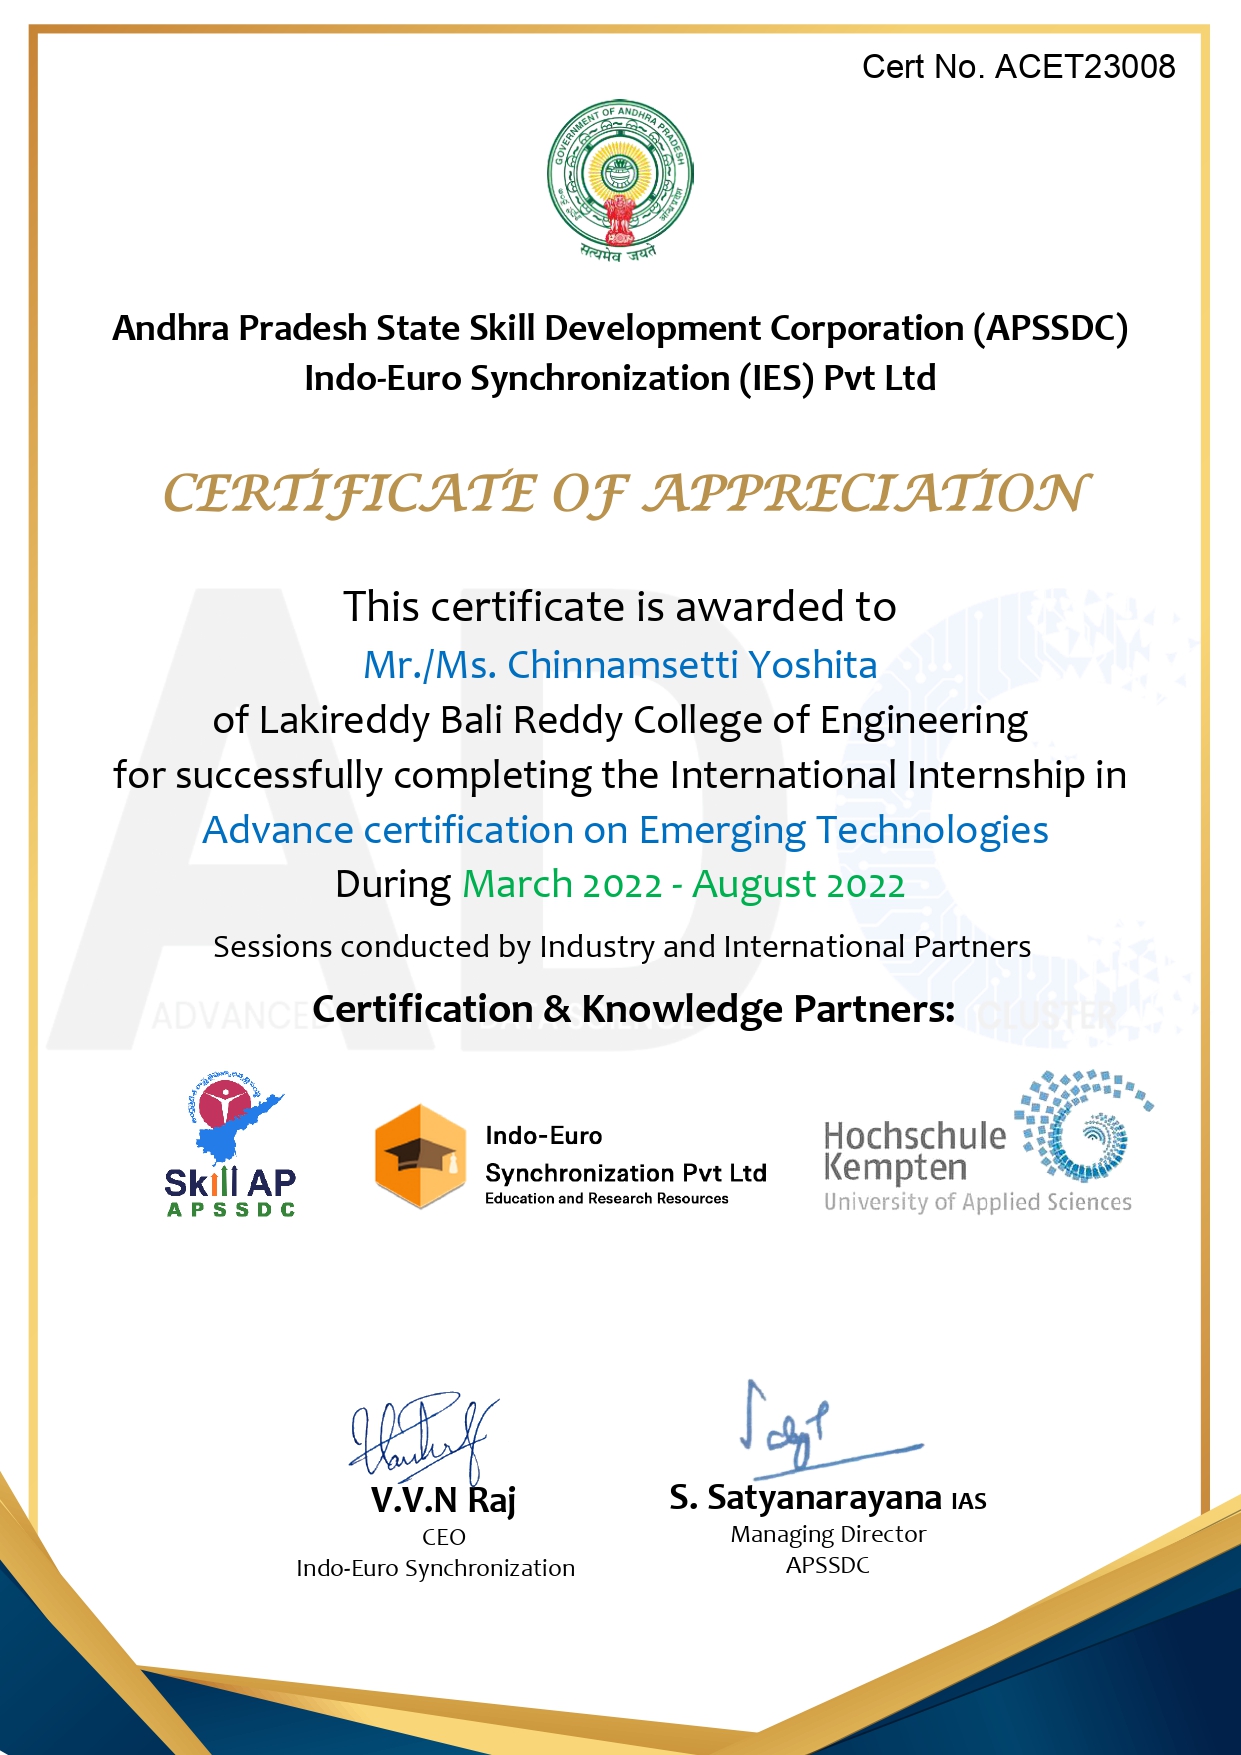 Cert No. ACET23008
GOVERNMENT OF ANDHRA PRADESH
सत्यमेव जयते
Andhra Pradesh State Skill Development Corporation (APSSDC)
Indo-Euro Synchronization (IES) Pvt Ltd
CERTIFICATE OF APPRECIATION
This certificate is awarded to
Mr./Ms. Chinnamsetti Yoshita
of Lakireddy Bali Reddy College of Engineering
for successfully completing the International Internship in
Advance certification on Emerging Technologies
During March 2022 - August 2022
Sessions conducted by Industry and International Partners
ADC
ADVANCED DATA SCIENCE CLUSTER
Certification & Knowledge Partners:
Skill AP
APSSDC
Indo-Euro
Synchronization Pvt Ltd
Education and Research Resources
Hochschule
Kempten
University of Applied Sciences
V.V.N Raj
CEO
Indo-Euro Synchronization
S. Satyanarayana IAS
Managing Director
APSSDC